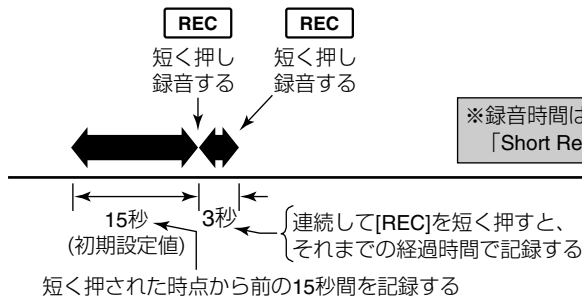 REC
REC
短く押し
録音する
短く押し
録音する
※録音時間は
「Short Re
15秒
(初期設定値)
3秒
連続して[REC]を短く押すと、
それまでの経過時間で記録する
短く押された時点から前の15秒間を記録する